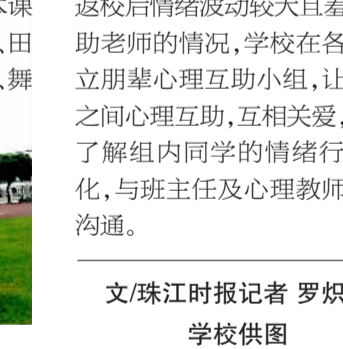 本课
、田
、舞
返校后情绪波动较大且羞
助老师的情况,学校在各
立朋辈心理互助小组,让
之间心理互助,互相关爱,
了解组内同学的情绪行
化,与班主任及心理教师
沟通。
文/珠江时报记者 罗炽
学校供图